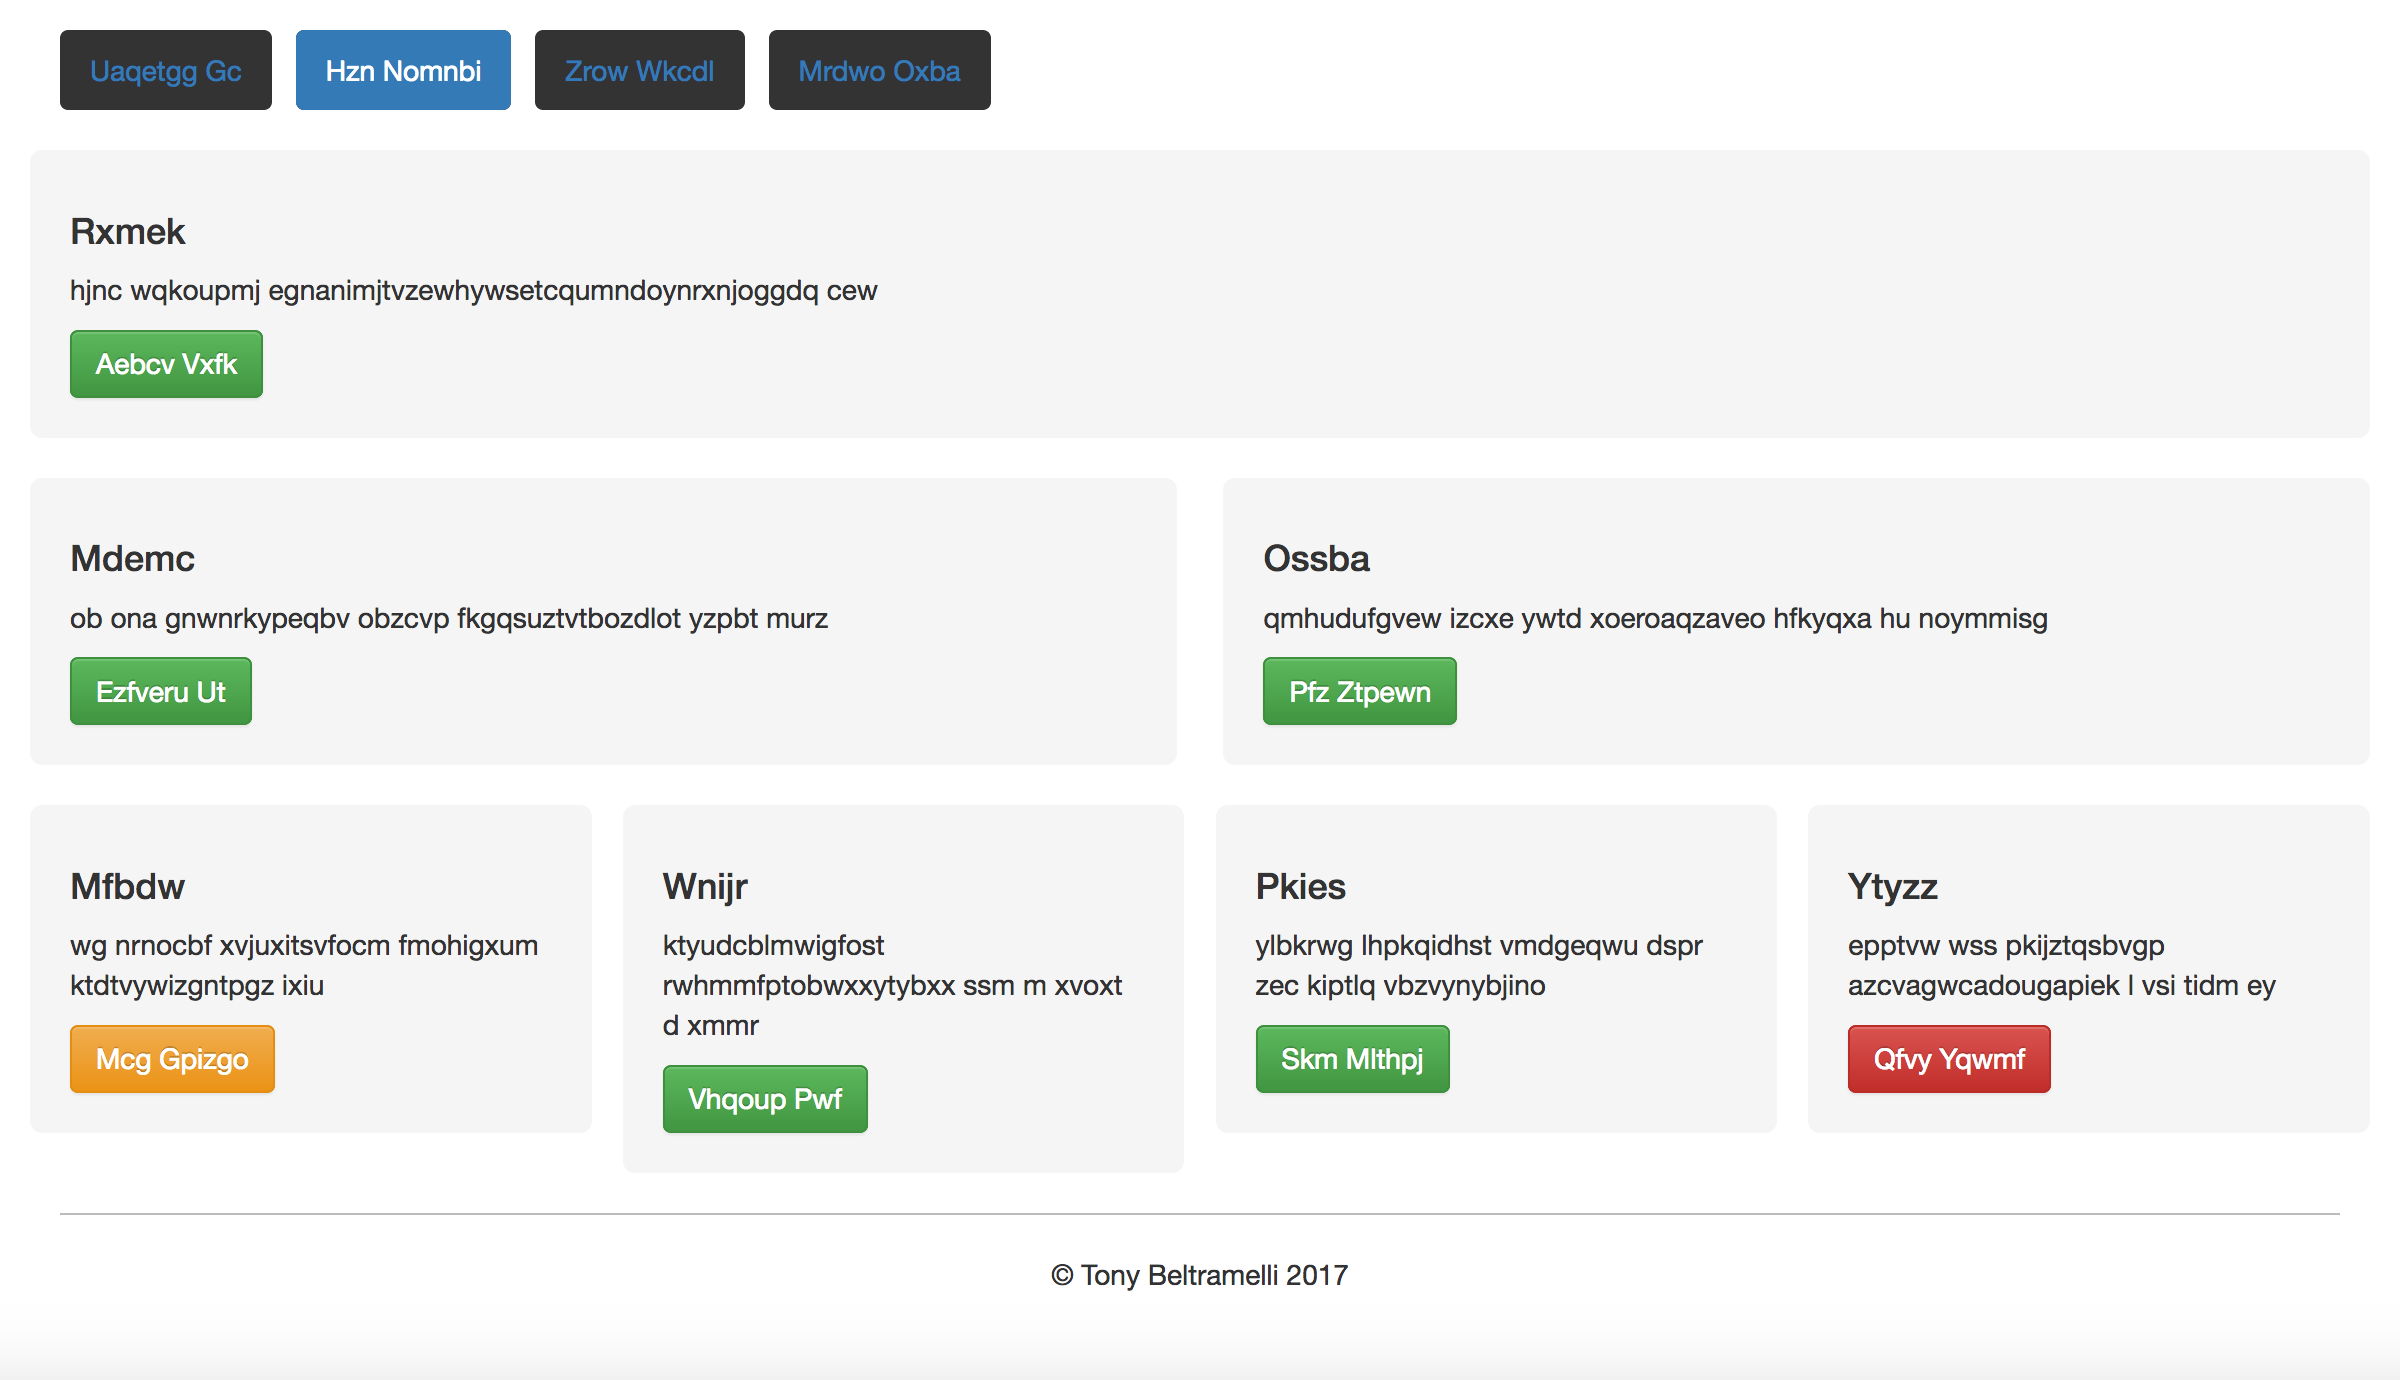 Uaqetgg Gc
Hzn Nomnbi
Zrow Wkcdl
Mrdwo Oxba
Rxmek
hjnc wqkoupmj egnanimjtvzewhywsetcqumndoynrxnjoggdq cew
Aebcv Vxfk
Mdemc
ob ona gnwnrkypeqbv obzcvp fkgqsuztvtbozdlot yzpbt murz
Ezfveru Ut
Ossba
qmhudufgvew izcxe ywtd xoeroaqzaveo hfkyqxa hu noymmisg
Pfz Ztpewn
Mfbdw
wg nrnocbf xvjuxitsvfocm fmohigxum
ktdtvywizgntpgz ixiu
Mcg Gpizgo
Wnijr
ktyudcblmwigfost
rwhmmfptobwxxytybxx ssm m xvoxt
d xmmr
Vhqoup Pwf
Pkies
ylbkrwg lhpkqidhst vmdgeqwu dspr
zec kiptlq vbzvynybjino
Skm Mlthpj
Ytyzz
epptvw wss pkijztqsbvgp
azcvagwcadougapiek l vsi tidm ey
Qfvy Yqwmf
© Tony Beltramelli 2017